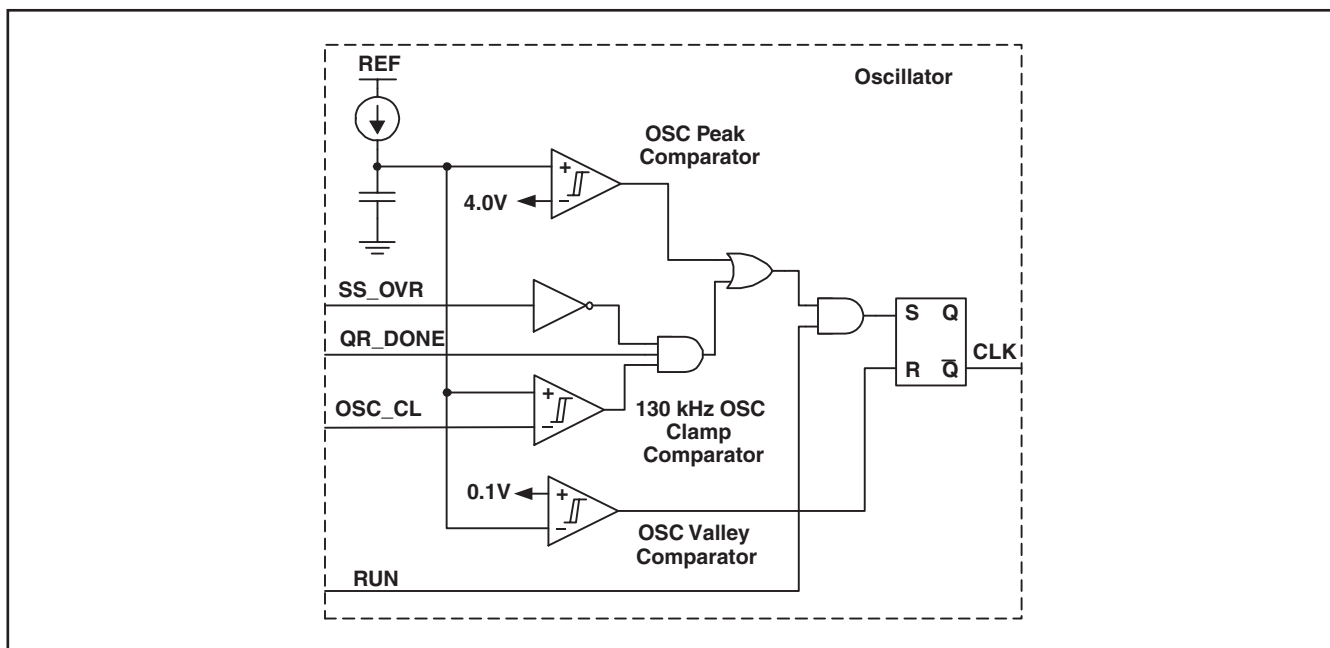 REF
Oscillator
OSC Peak
Comparator
+
4.0V
−
SS_OVR
QR_DONE
S Q
CLK
R Q̅
+
OSC_CL
−
130 kHz OSC
Clamp
Comparator
0.1V
+
−
OSC Valley
Comparator
RUN